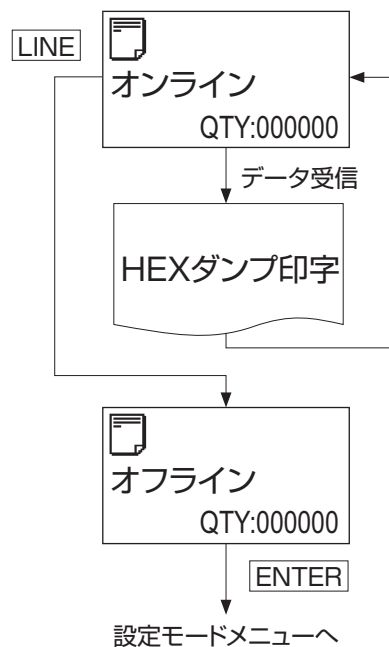 LINE
オンライン
QTY:000000
データ受信
HEXダンプ印字
オフライン
QTY:000000
ENTER
設定モードメニューへ